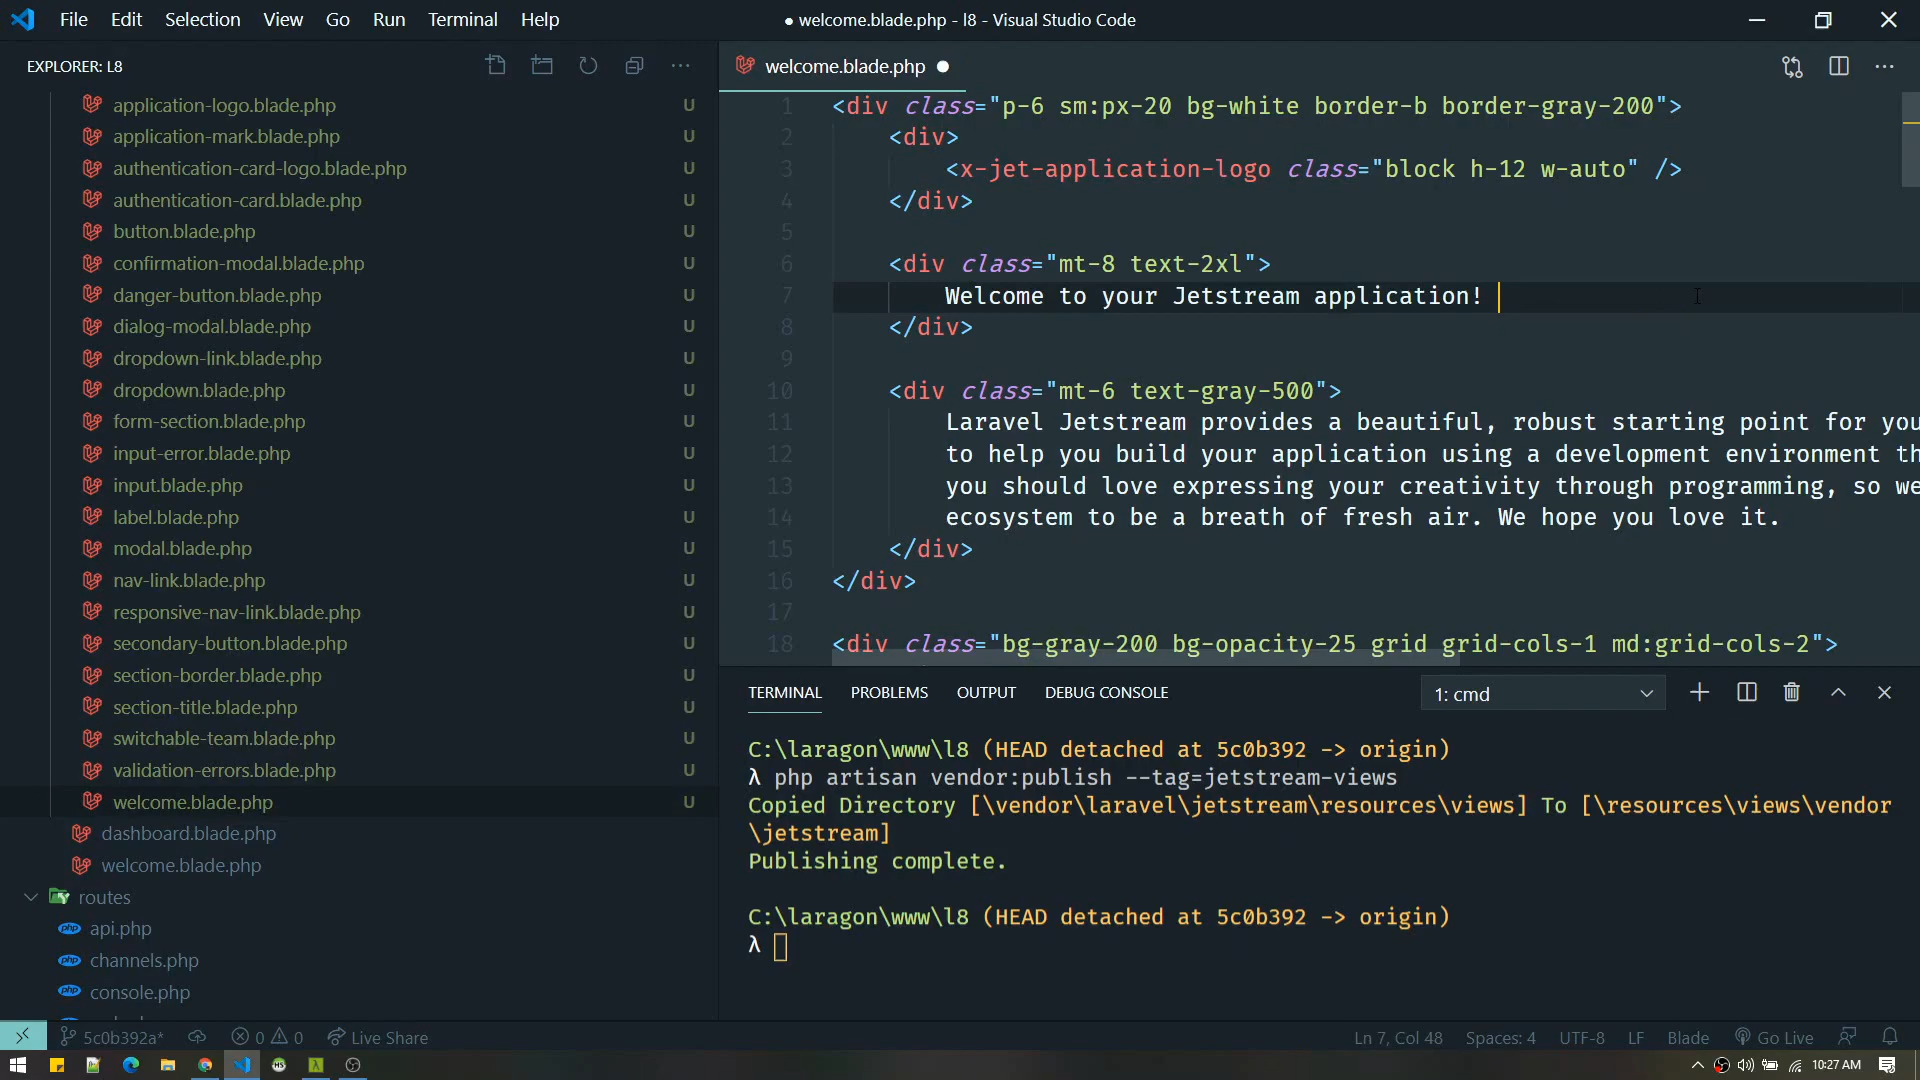 File Edit Selection View Go Run Terminal Help
● welcome.blade.php - l8 - Visual Studio Code
EXPLORER: L8
application-logo.blade.php U
application-mark.blade.php U
authentication-card-logo.blade.php U
authentication-card.blade.php U
button.blade.php U
confirmation-modal.blade.php U
danger-button.blade.php U
dialog-modal.blade.php U
dropdown-link.blade.php U
dropdown.blade.php U
form-section.blade.php U
input-error.blade.php U
input.blade.php U
label.blade.php U
modal.blade.php U
nav-link.blade.php U
responsive-nav-link.blade.php U
secondary-button.blade.php U
section-border.blade.php U
section-title.blade.php U
switchable-team.blade.php U
validation-errors.blade.php U
welcome.blade.php U
dashboard.blade.php
welcome.blade.php
routes
api.php
channels.php
console.php
welcome.blade.php ●
1 <div class="p-6 sm:px-20 bg-white border-b border-gray-200">
2 <div>
3 <x-jet-application-logo class="block h-12 w-auto" />
4 </div>
5
6 <div class="mt-8 text-2xl">
7 Welcome to your Jetstream application!
8 </div>
9
10 <div class="mt-6 text-gray-500">
11 Laravel Jetstream provides a beautiful, robust starting point for you
12 to help you build your application using a development environment th
13 you should love expressing your creativity through programming, so we
14 ecosystem to be a breath of fresh air. We hope you love it.
15 </div>
16 </div>
17
18 <div class="bg-gray-200 bg-opacity-25 grid grid-cols-1 md:grid-cols-2">
TERMINAL PROBLEMS OUTPUT DEBUG CONSOLE 1: cmd
C:\laragon\www\l8 (HEAD detached at 5c0b392 -> origin)
λ php artisan vendor:publish --tag=jetstream-views
Copied Directory [\vendor\laravel\jetstream\resources\views] To [\resources\views\vendor
\jetstream]
Publishing complete.
C:\laragon\www\l8 (HEAD detached at 5c0b392 -> origin)
λ
5c0b392a* 0 0 Live Share
Ln 7, Col 48 Spaces: 4 UTF-8 LF Blade Go Live
10:27 AM